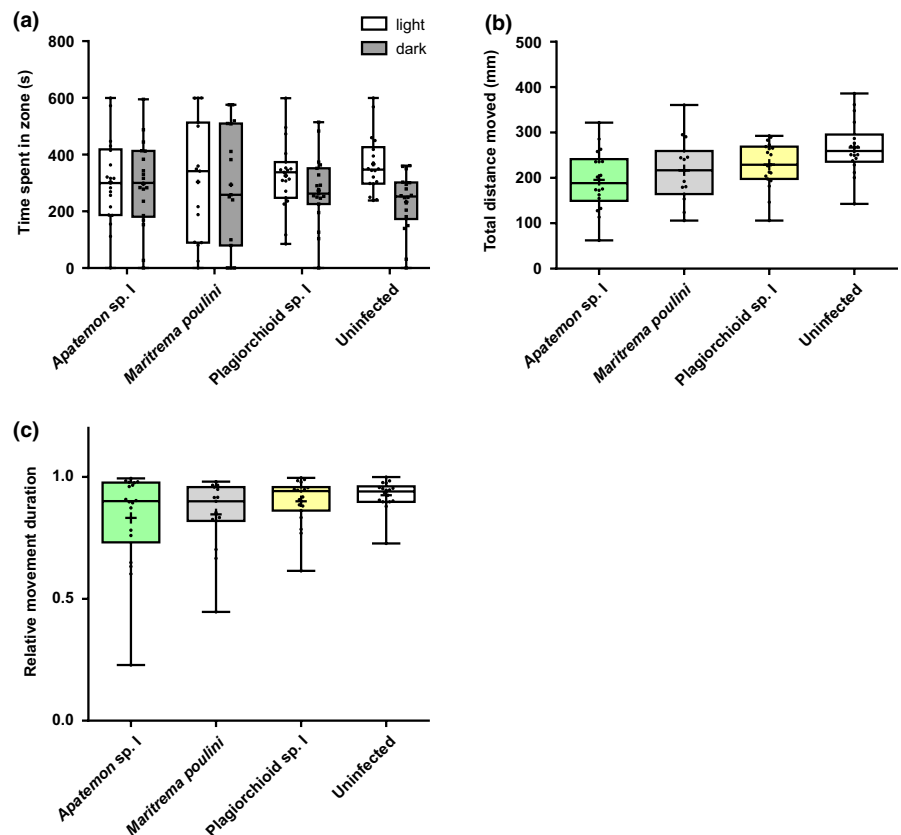 (a)
light
dark
Time spent in zone (s)
800
600
400
200
0
Apatemon sp. I
Maritrema poulini
Plagiorchioid sp. I
Uninfected
(b)
Total distance moved (mm)
500
400
300
200
100
0
Apatemon sp. I
Maritrema poulini
Plagiorchioid sp. I
Uninfected
(c)
Relative movement duration
1.0
0.5
0.0
Apatemon sp. I
Maritrema poulini
Plagiorchioid sp. I
Uninfected